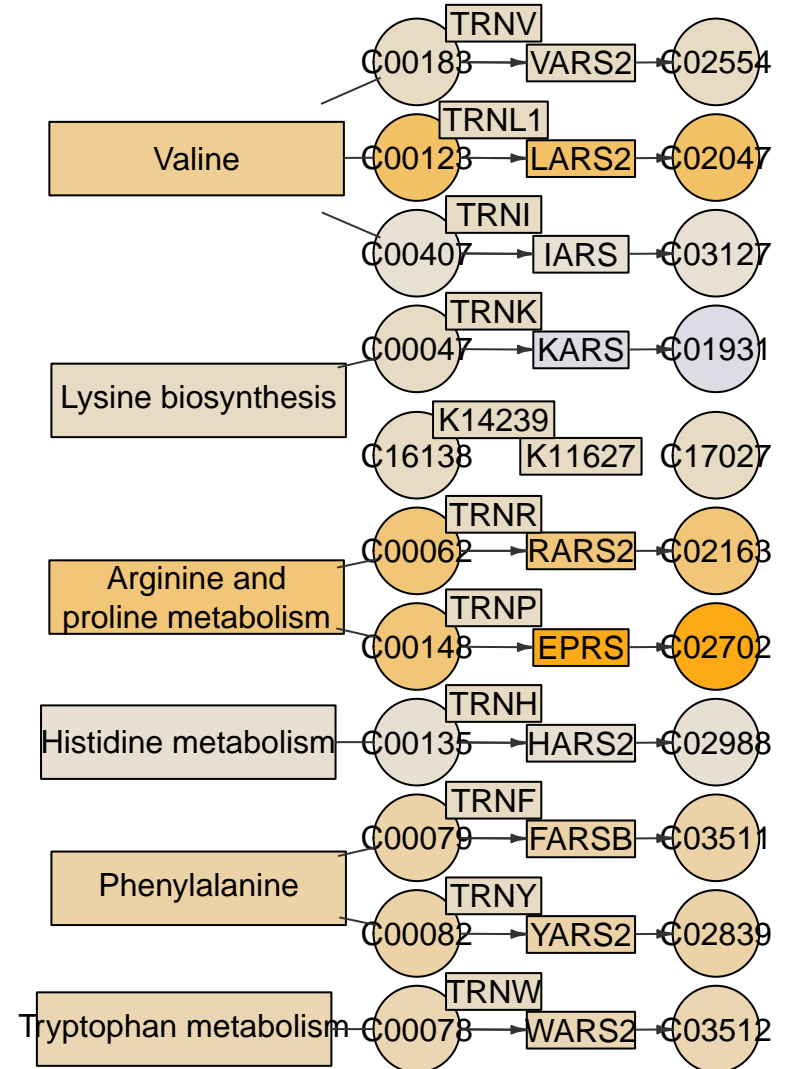 TRNV
C00183
VARS2
C02554
TRNL1
Valine
C00123
LARS2
C02047
TRNI
C00407
IARS
C03127
TRNK
C00047
KARS
C01931
Lysine biosynthesis
K14239
C16138
K11627
C17027
TRNR
C00062
RARS2
C02163
Arginine and
proline metabolism
TRNP
C00148
EPRS
C02702
TRNH
Histidine metabolism
C00135
HARS2
C02988
TRNF
C00079
FARSB
C03511
Phenylalanine
TRNY
C00082
YARS2
C02839
TRNW
Tryptophan metabolism
C00078
WARS2
C03512